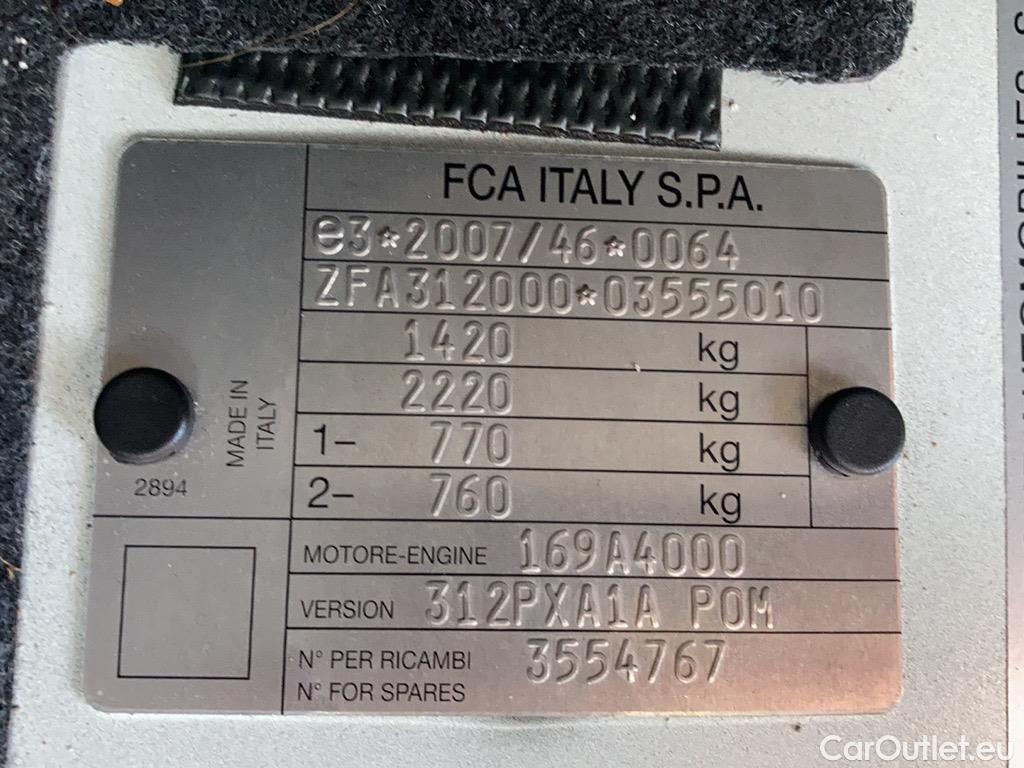 FCA ITALY S.P.A.
e3*2007/46*0064
ZFA312000*03555010
1420 kg
2220 kg
1- 770 kg
2- 760 kg
MADE IN
ITALY
2894
MOTORE-ENGINE 169A4000
VERSION 312PXA1A POM
N° PER RICAMBI 3554767
N° FOR SPARES
CarOutlet.eu